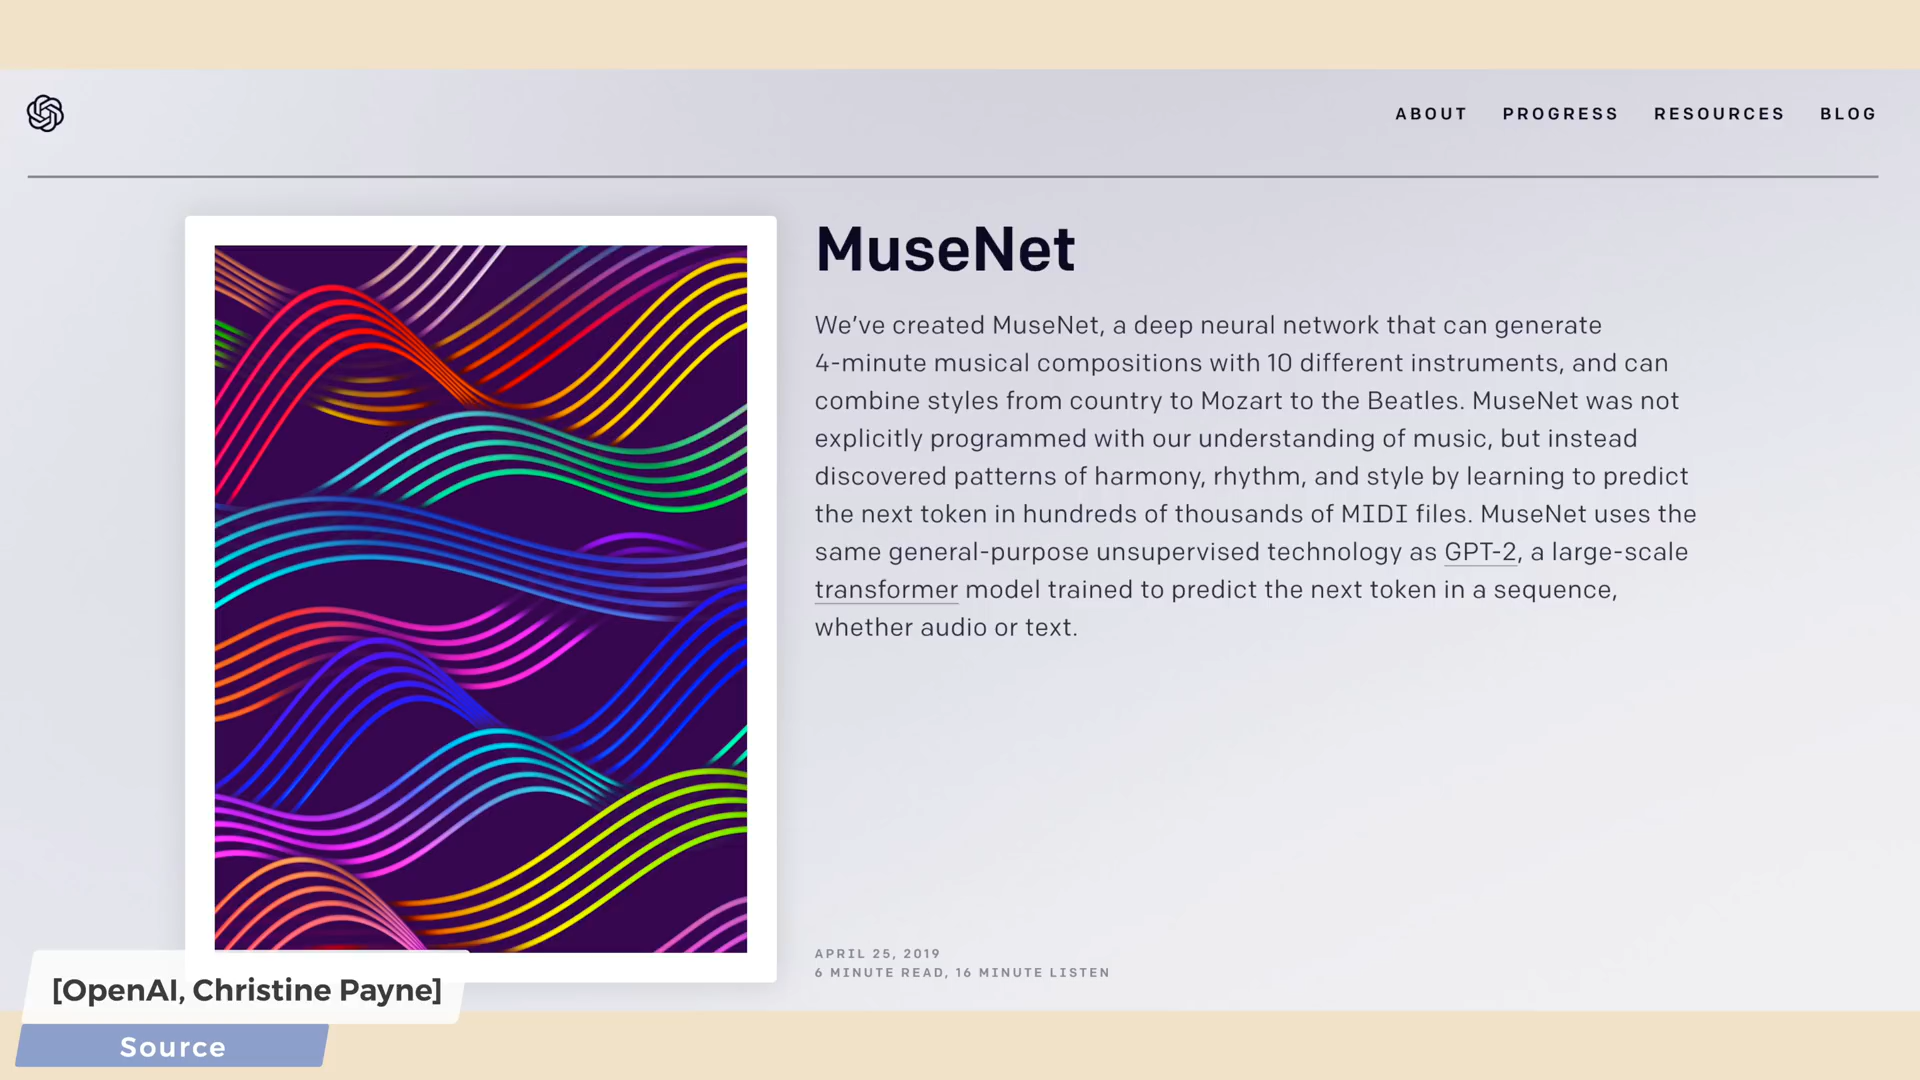 ABOUT PROGRESS RESOURCES BLOG
MuseNet
We’ve created MuseNet, a deep neural network that can generate
4-minute musical compositions with 10 different instruments, and can
combine styles from country to Mozart to the Beatles. MuseNet was not
explicitly programmed with our understanding of music, but instead
discovered patterns of harmony, rhythm, and style by learning to predict
the next token in hundreds of thousands of MIDI files. MuseNet uses the
same general-purpose unsupervised technology as GPT-2, a large-scale
transformer model trained to predict the next token in a sequence,
whether audio or text.
APRIL 25, 2019
6 MINUTE READ, 16 MINUTE LISTEN
[OpenAI, Christine Payne]
Source